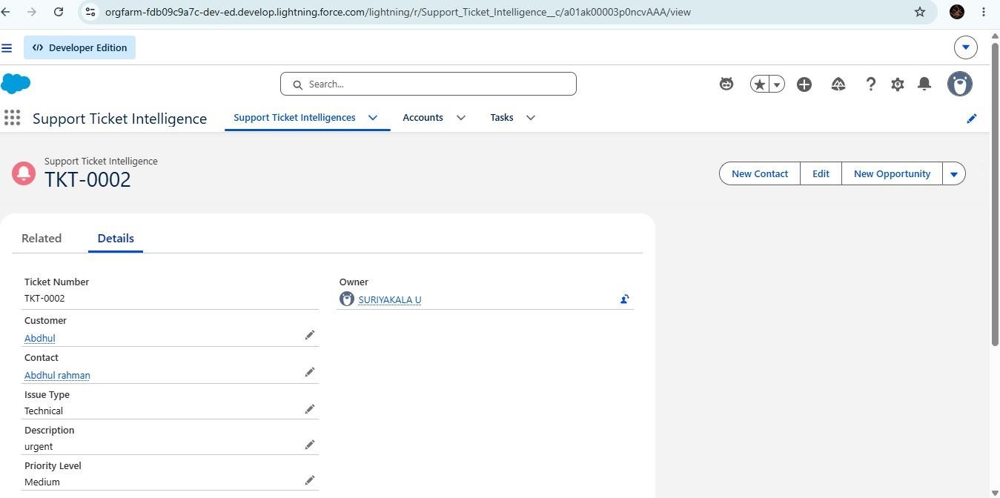 orgfarm-fdb09c9a7c-dev-ed.develop.lightning.force.com/lightning/r/Support_Ticket_Intelligence__c/a01ak00003p0ncvAAA/view
Developer Edition
Search...
Support Ticket Intelligence
Support Ticket Intelligences
Accounts
Tasks
Support Ticket Intelligence
TKT-0002
New Contact
Edit
New Opportunity
Related
Details
Ticket Number
TKT-0002
Owner
SURIYAKALA U
Customer
Abdhul
Contact
Abdhul rahman
Issue Type
Technical
Description
urgent
Priority Level
Medium